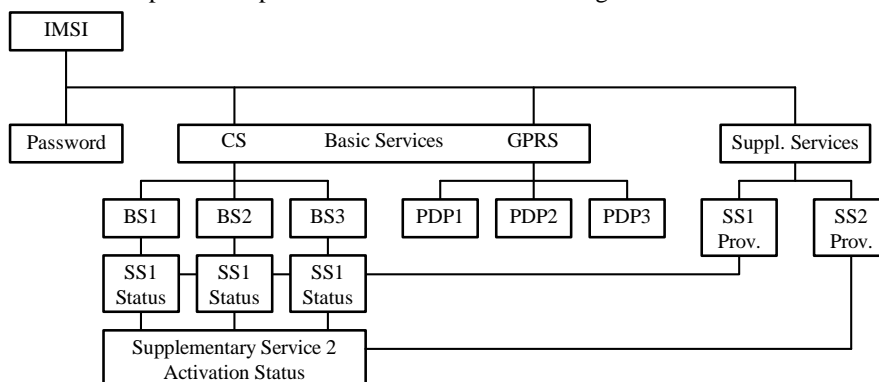 IMSI
Password
CS Basic Services GPRS
Suppl. Services
BS1 BS2 BS3
PDP1 PDP2 PDP3
SS1
Prov.
SS2
Prov.
SS1
Status
SS1
Status
SS1
Status
Supplementary Service 2
Activation Status